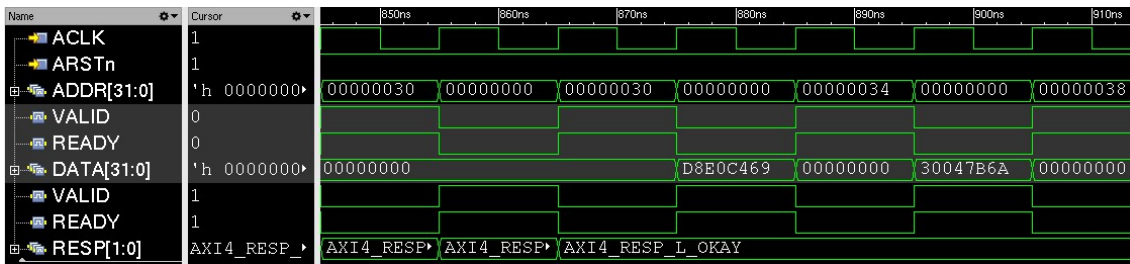 Name Cursor 850ns 860ns 870ns 880ns 890ns 900ns 910ns
ACLK 1
ARSTn 1
ADDR[31:0] 'h 0000000 00000030 00000000 00000030 00000000 00000034 00000000 00000038
VALID 0
READY 0
DATA[31:0] 'h 0000000 00000000 D8E0C469 00000000 30047B6A 00000000
VALID 1
READY 1
RESP[1:0] AXI4_RESP_ AXI4_RESP AXI4_RESP AXI4_RESP_L_OKAY